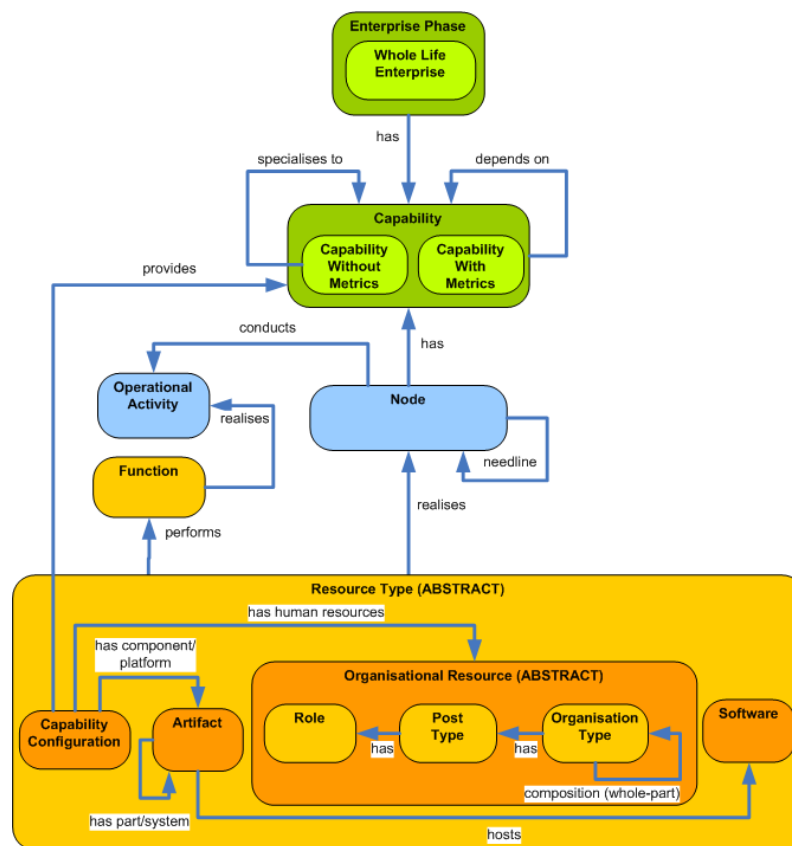 Enterprise Phase
Whole Life
Enterprise
has
specialises to
depends on
Capability
Capability
Without
Metrics
Capability
With
Metrics
provides
conducts
has
Operational
Activity
realises
Node
needline
Function
realises
performs
Resource Type (ABSTRACT)
has human resources
has component/
platform
Organisational Resource (ABSTRACT)
Capability
Configuration
Artifact
Role
has
Post
Type
has
Organisation
Type
Software
composition (whole-part)
has part/system
hosts